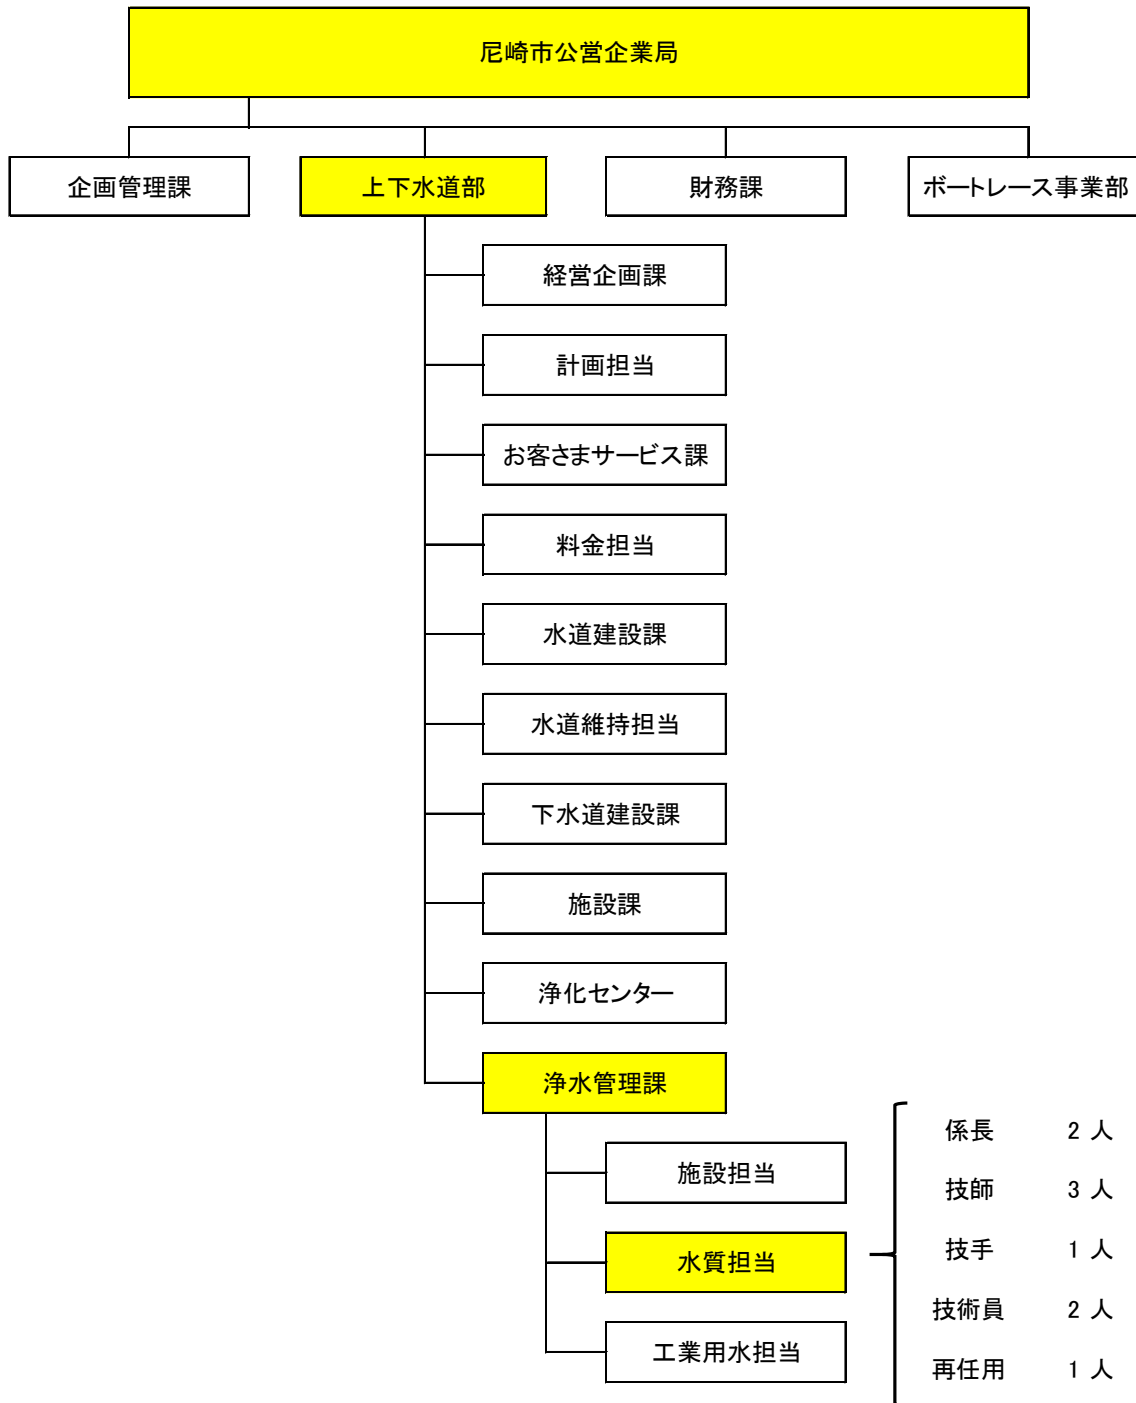 尼崎市公営企業局
企画管理課
上下水道部
財務課
ボートレース事業部
経営企画課
計画担当
お客さまサービス課
料金担当
水道建設課
水道維持担当
下水道建設課
施設課
浄化センター
浄水管理課
施設担当
水質担当
工業用水担当
係長 2 人
技師 3 人
技手 1 人
技術員 2 人
再任用 1 人